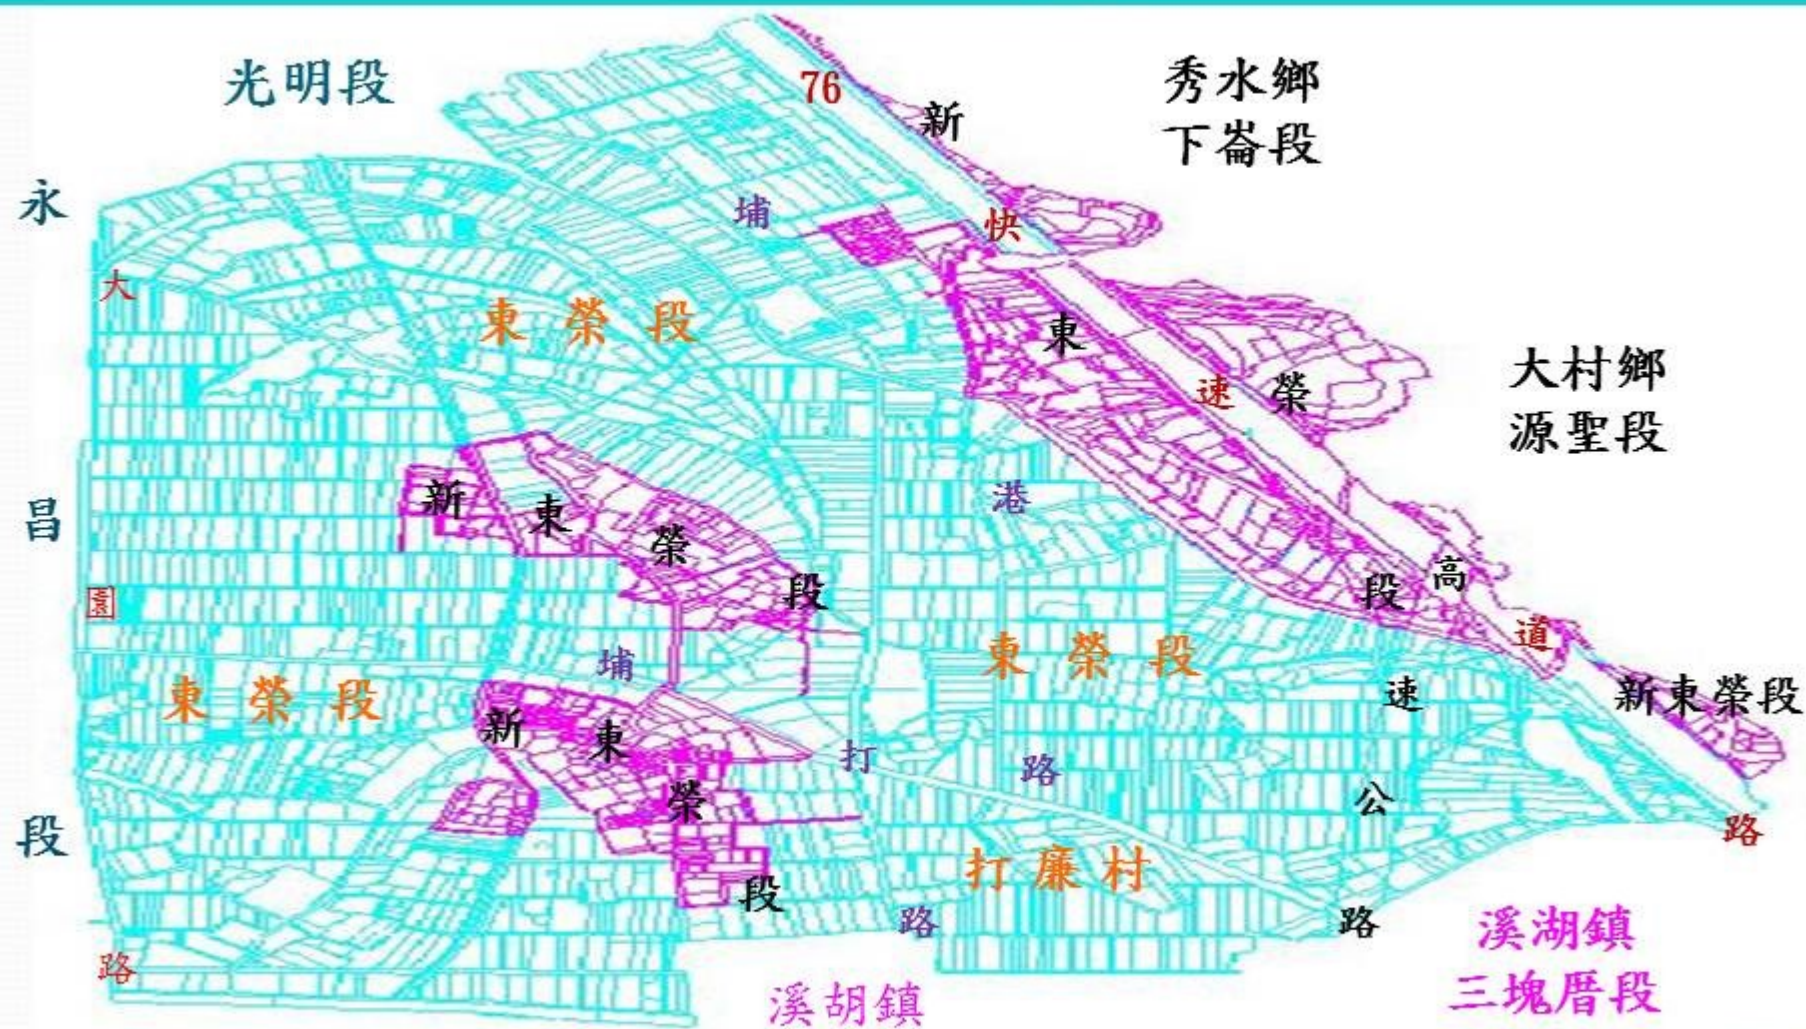 光明段
76快速道路
新東榮段
秀水鄉
下崙段
永昌段
大園路
埔港路
東榮段
大村鄉
源聖段
新東榮段
高速公路
東榮段
東榮段
埔打路
新東榮段
新東榮段
打廉村
溪湖鎮
三塊厝段
溪胡鎮